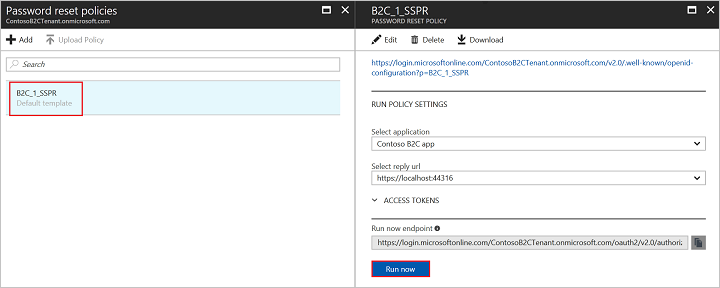 Password reset policies
ContosoB2CTenant.onmicrosoft.com
Add
Upload Policy
Search
B2C_1_SSPR
Default template
B2C_1_SSPR
PASSWORD RESET POLICY
Edit
Delete
Download
https://login.microsoftonline.com/ContosoB2CTenant.onmicrosoft.com/v2.0/.well-known/openid-
configuration?p=B2C_1_SSPR
RUN POLICY SETTINGS
Select application
Contoso B2C app
Select reply url
https://localhost:44316
ACCESS TOKENS
Run now endpoint
https://login.microsoftonline.com/ContosoB2CTenant.onmicrosoft.com/oauth2/v2.0/authori
Run now